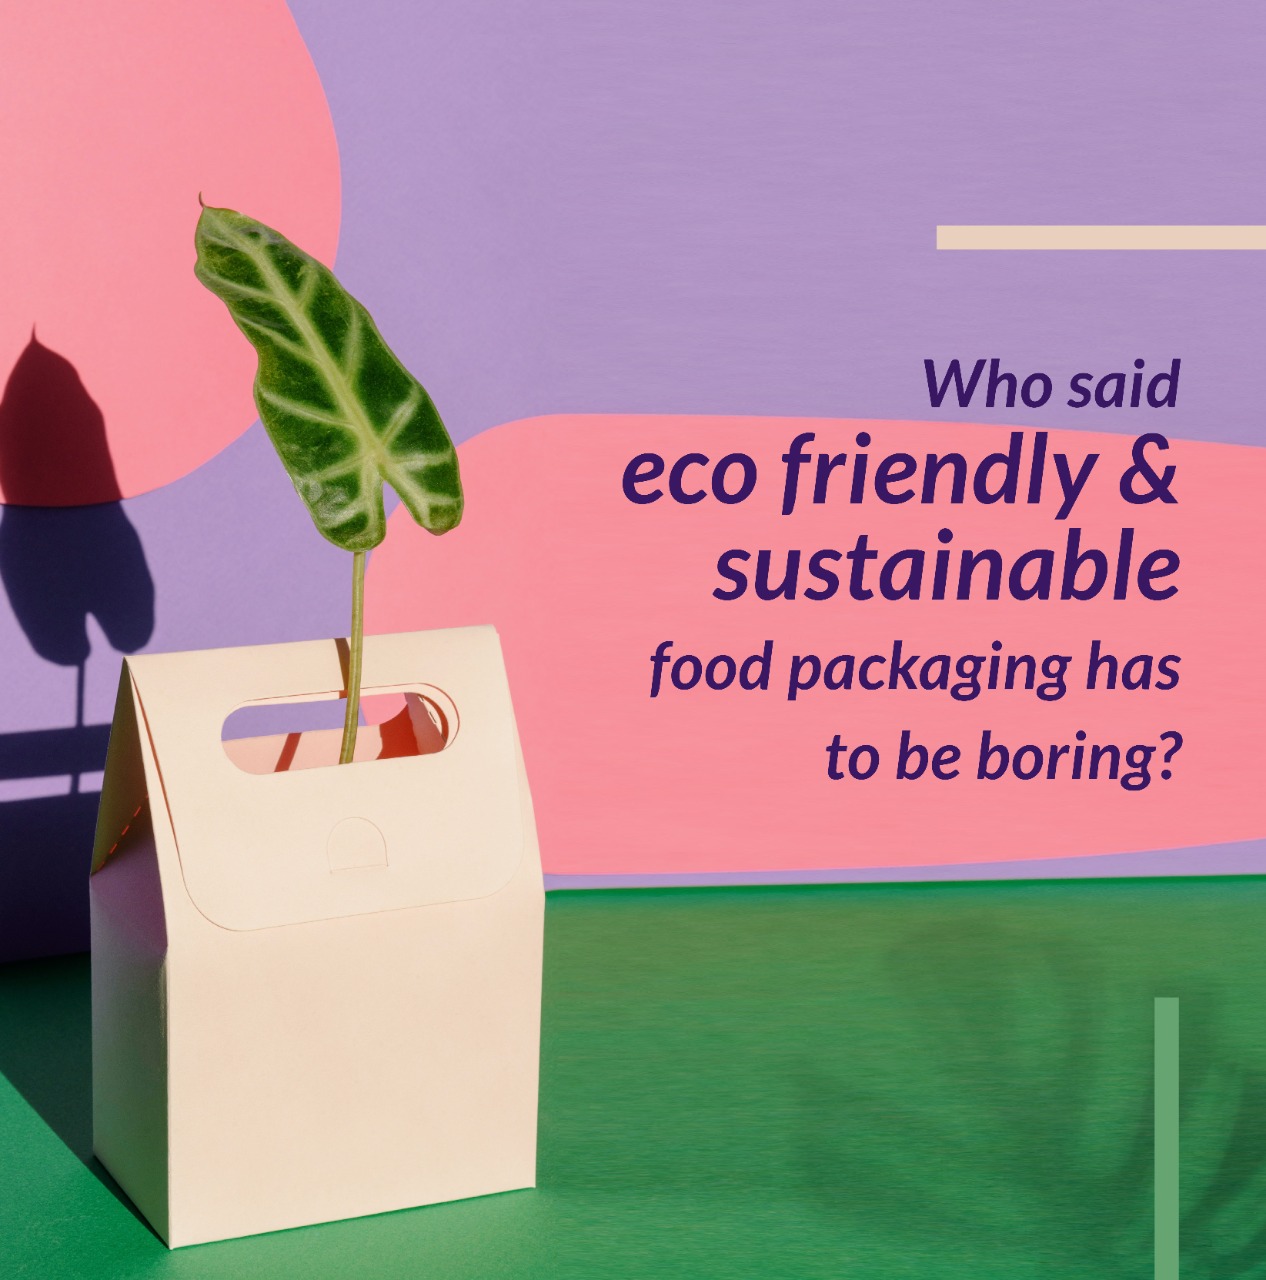 Who said
eco friendly &
sustainable
food packaging has
to be boring?